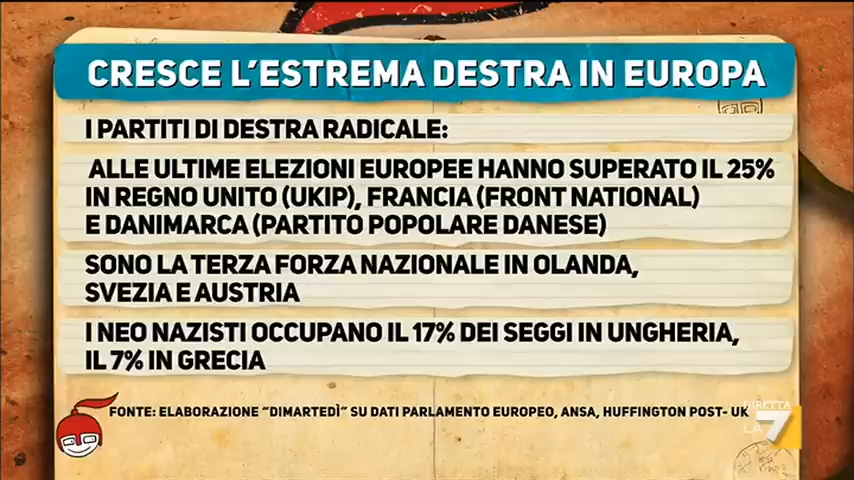 CRESCE L'ESTREMA DESTRA IN EUROPA
I PARTITI DI DESTRA RADICALE:
ALLE ULTIME ELEZIONI EUROPEE HANNO SUPERATO IL 25%
IN REGNO UNITO (UKIP), FRANCIA (FRONT NATIONAL)
E DANIMARCA (PARTITO POPOLARE DANESE)
SONO LA TERZA FORZA NAZIONALE IN OLANDA,
SVEZIA E AUSTRIA
I NEO NAZISTI OCCUPANO IL 17% DEI SEGGI IN UNGHERIA,
IL 7% IN GRECIA
FONTE: ELABORAZIONE "DIMARTEDÌ" SU DATI PARLAMENTO EUROPEO, ANSA, HUFFINGTON POST- UK
DIRETTA
LA7